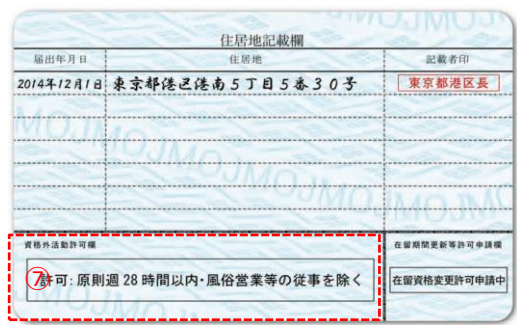 住居地記載欄
届出年月日 住居地 記載者印
2014年12月1日 東京都港区港南5丁目5番30号 東京都港区長
MOJMOJMOJMOJMOJ
資格外活動許可欄 在留期間更新等許可申請欄
⑦許可:原則週28時間以内・風俗営業等の従事を除く 在留資格変更許可申請中